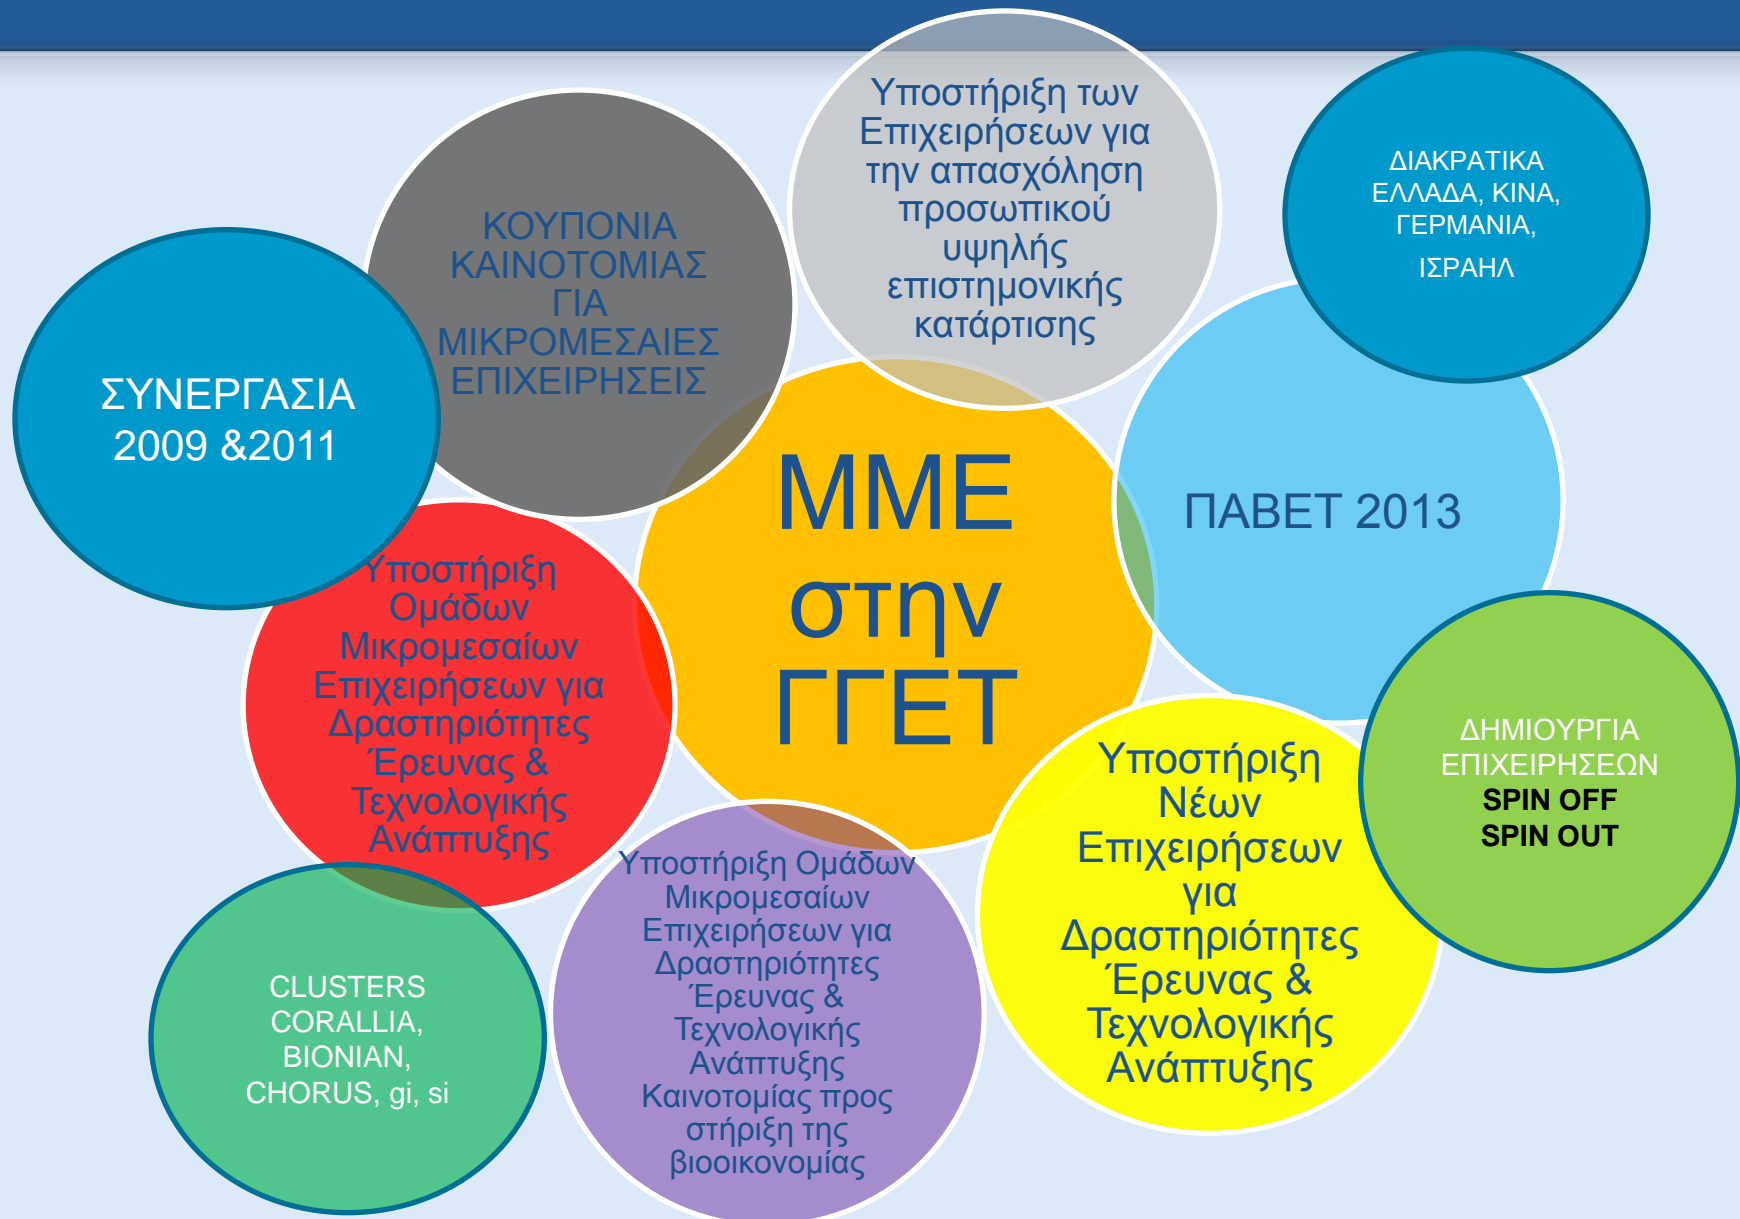 Υποστήριξη των
Επιχειρήσεων για
την απασχόληση
προσωπικού
υψηλής
επιστημονικής
κατάρτισης
ΔΙΑΚΡΑΤΙΚΑ
ΕΛΛΑΔΑ, ΚΙΝΑ,
ΓΕΡΜΑΝΙΑ,
ΙΣΡΑΗΛ
ΚΟΥΠΟΝΙΑ
ΚΑΙΝΟΤΟΜΙΑΣ
ΓΙΑ
ΜΙΚΡΟΜΕΣΑΙΕΣ
ΕΠΙΧΕΙΡΗΣΕΙΣ
ΣΥΝΕΡΓΑΣΙΑ
2009 &2011
ΜΜΕ
στην
ΓΓΕΤ
ΠΑΒΕΤ 2013
Υποστήριξη
Ομάδων
Μικρομεσαίων
Επιχειρήσεων για
Δραστηριότητες
Έρευνας &
Τεχνολογικής
Ανάπτυξης
ΔΗΜΙΟΥΡΓΙΑ
ΕΠΙΧΕΙΡΗΣΕΩΝ
SPIN OFF
SPIN OUT
Υποστήριξη
Νέων
Επιχειρήσεων
για
Δραστηριότητες
Έρευνας &
Τεχνολογικής
Ανάπτυξης
Υποστήριξη Ομάδων
Μικρομεσαίων
Επιχειρήσεων για
Δραστηριότητες
Έρευνας &
Τεχνολογικής
Ανάπτυξης
Καινοτομίας προς
στήριξη της
βιοοικονομίας
CLUSTERS
CORALLIA,
BIONIAN,
CHORUS, gi, si